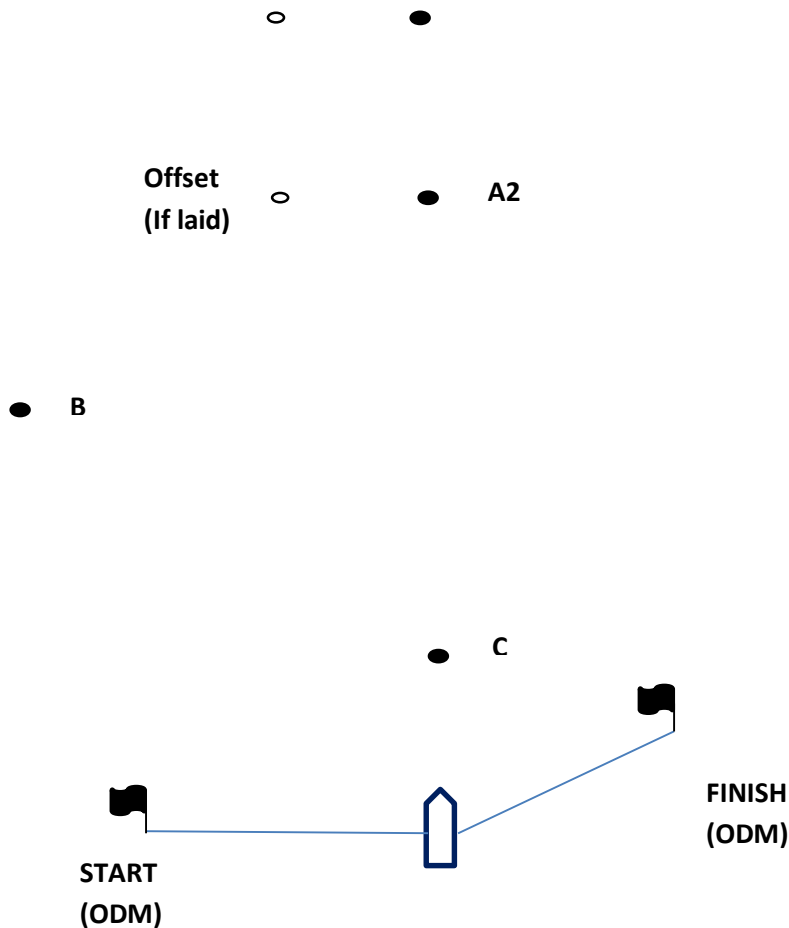 Offset
(If laid)
A2
B
C
FINISH
(ODM)
START
(ODM)